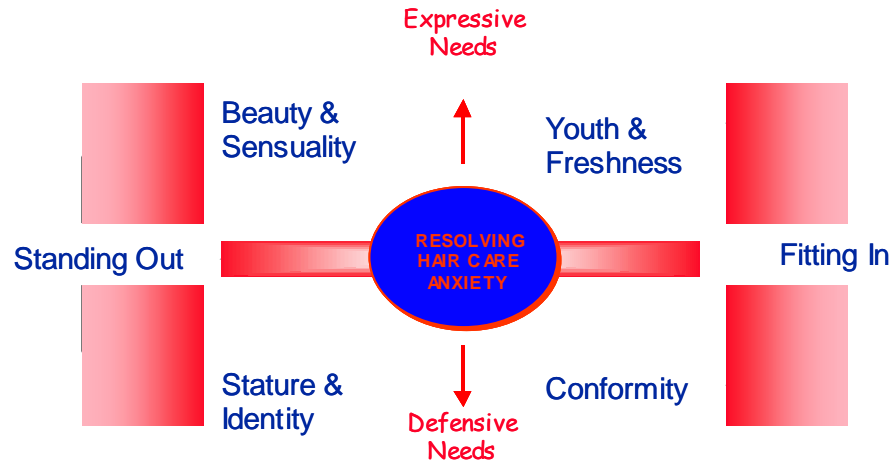 Expressive
Needs
Beauty &
Sensuality
Youth &
Freshness
Standing Out
RESOLVING
HAIR CARE
ANXIETY
Fitting In
Stature &
Identity
Conformity
Defensive
Needs